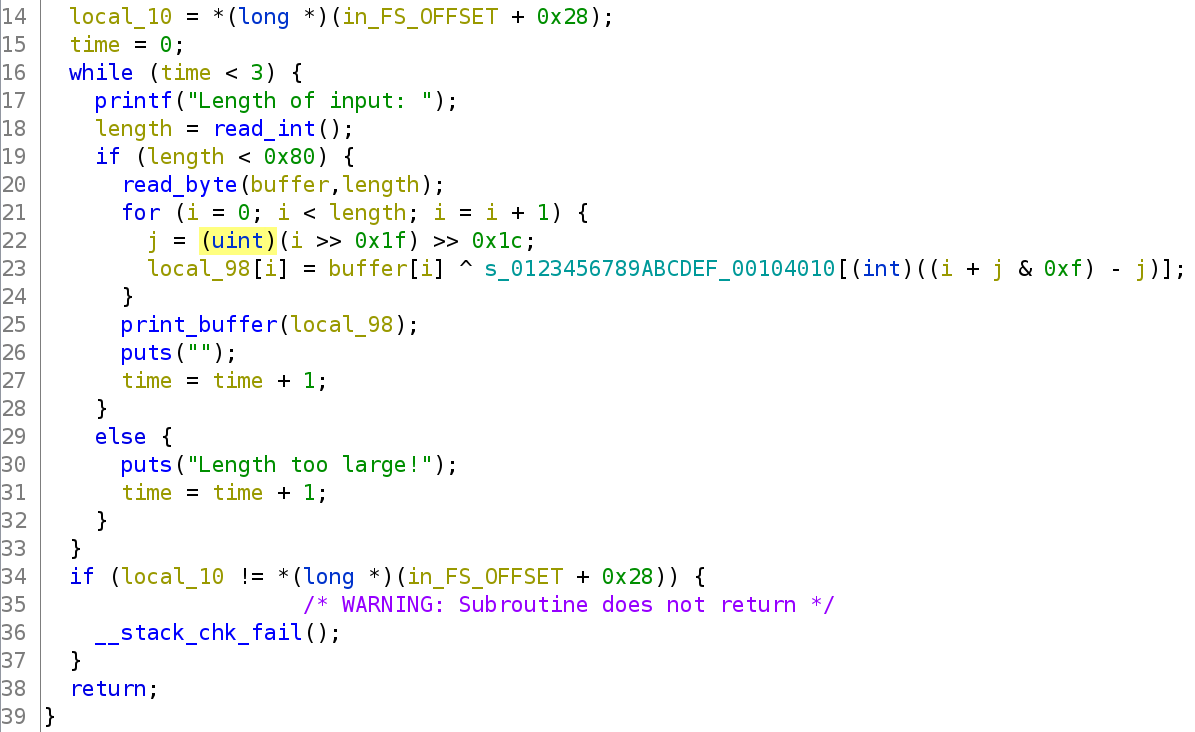 14 local_10 = *(long *)(in_FS_OFFSET + 0x28);
15 time = 0;
16 while (time < 3) {
17 printf("Length of input: ");
18 length = read_int();
19 if (length < 0x80) {
20 read_byte(buffer,length);
21 for (i = 0; i < length; i = i + 1) {
22 j = (uint)(i >> 0x1f) >> 0x1c;
23 local_98[i] = buffer[i] ^ s_0123456789ABCDEF_00104010[(int)((i + j & 0xf) - j)];
24 }
25 print_buffer(local_98);
26 puts("");
27 time = time + 1;
28 }
29 else {
30 puts("Length too large!");
31 time = time + 1;
32 }
33 }
34 if (local_10 != *(long *)(in_FS_OFFSET + 0x28)) {
35 /* WARNING: Subroutine does not return */
36 __stack_chk_fail();
37 }
38 return;
39 }